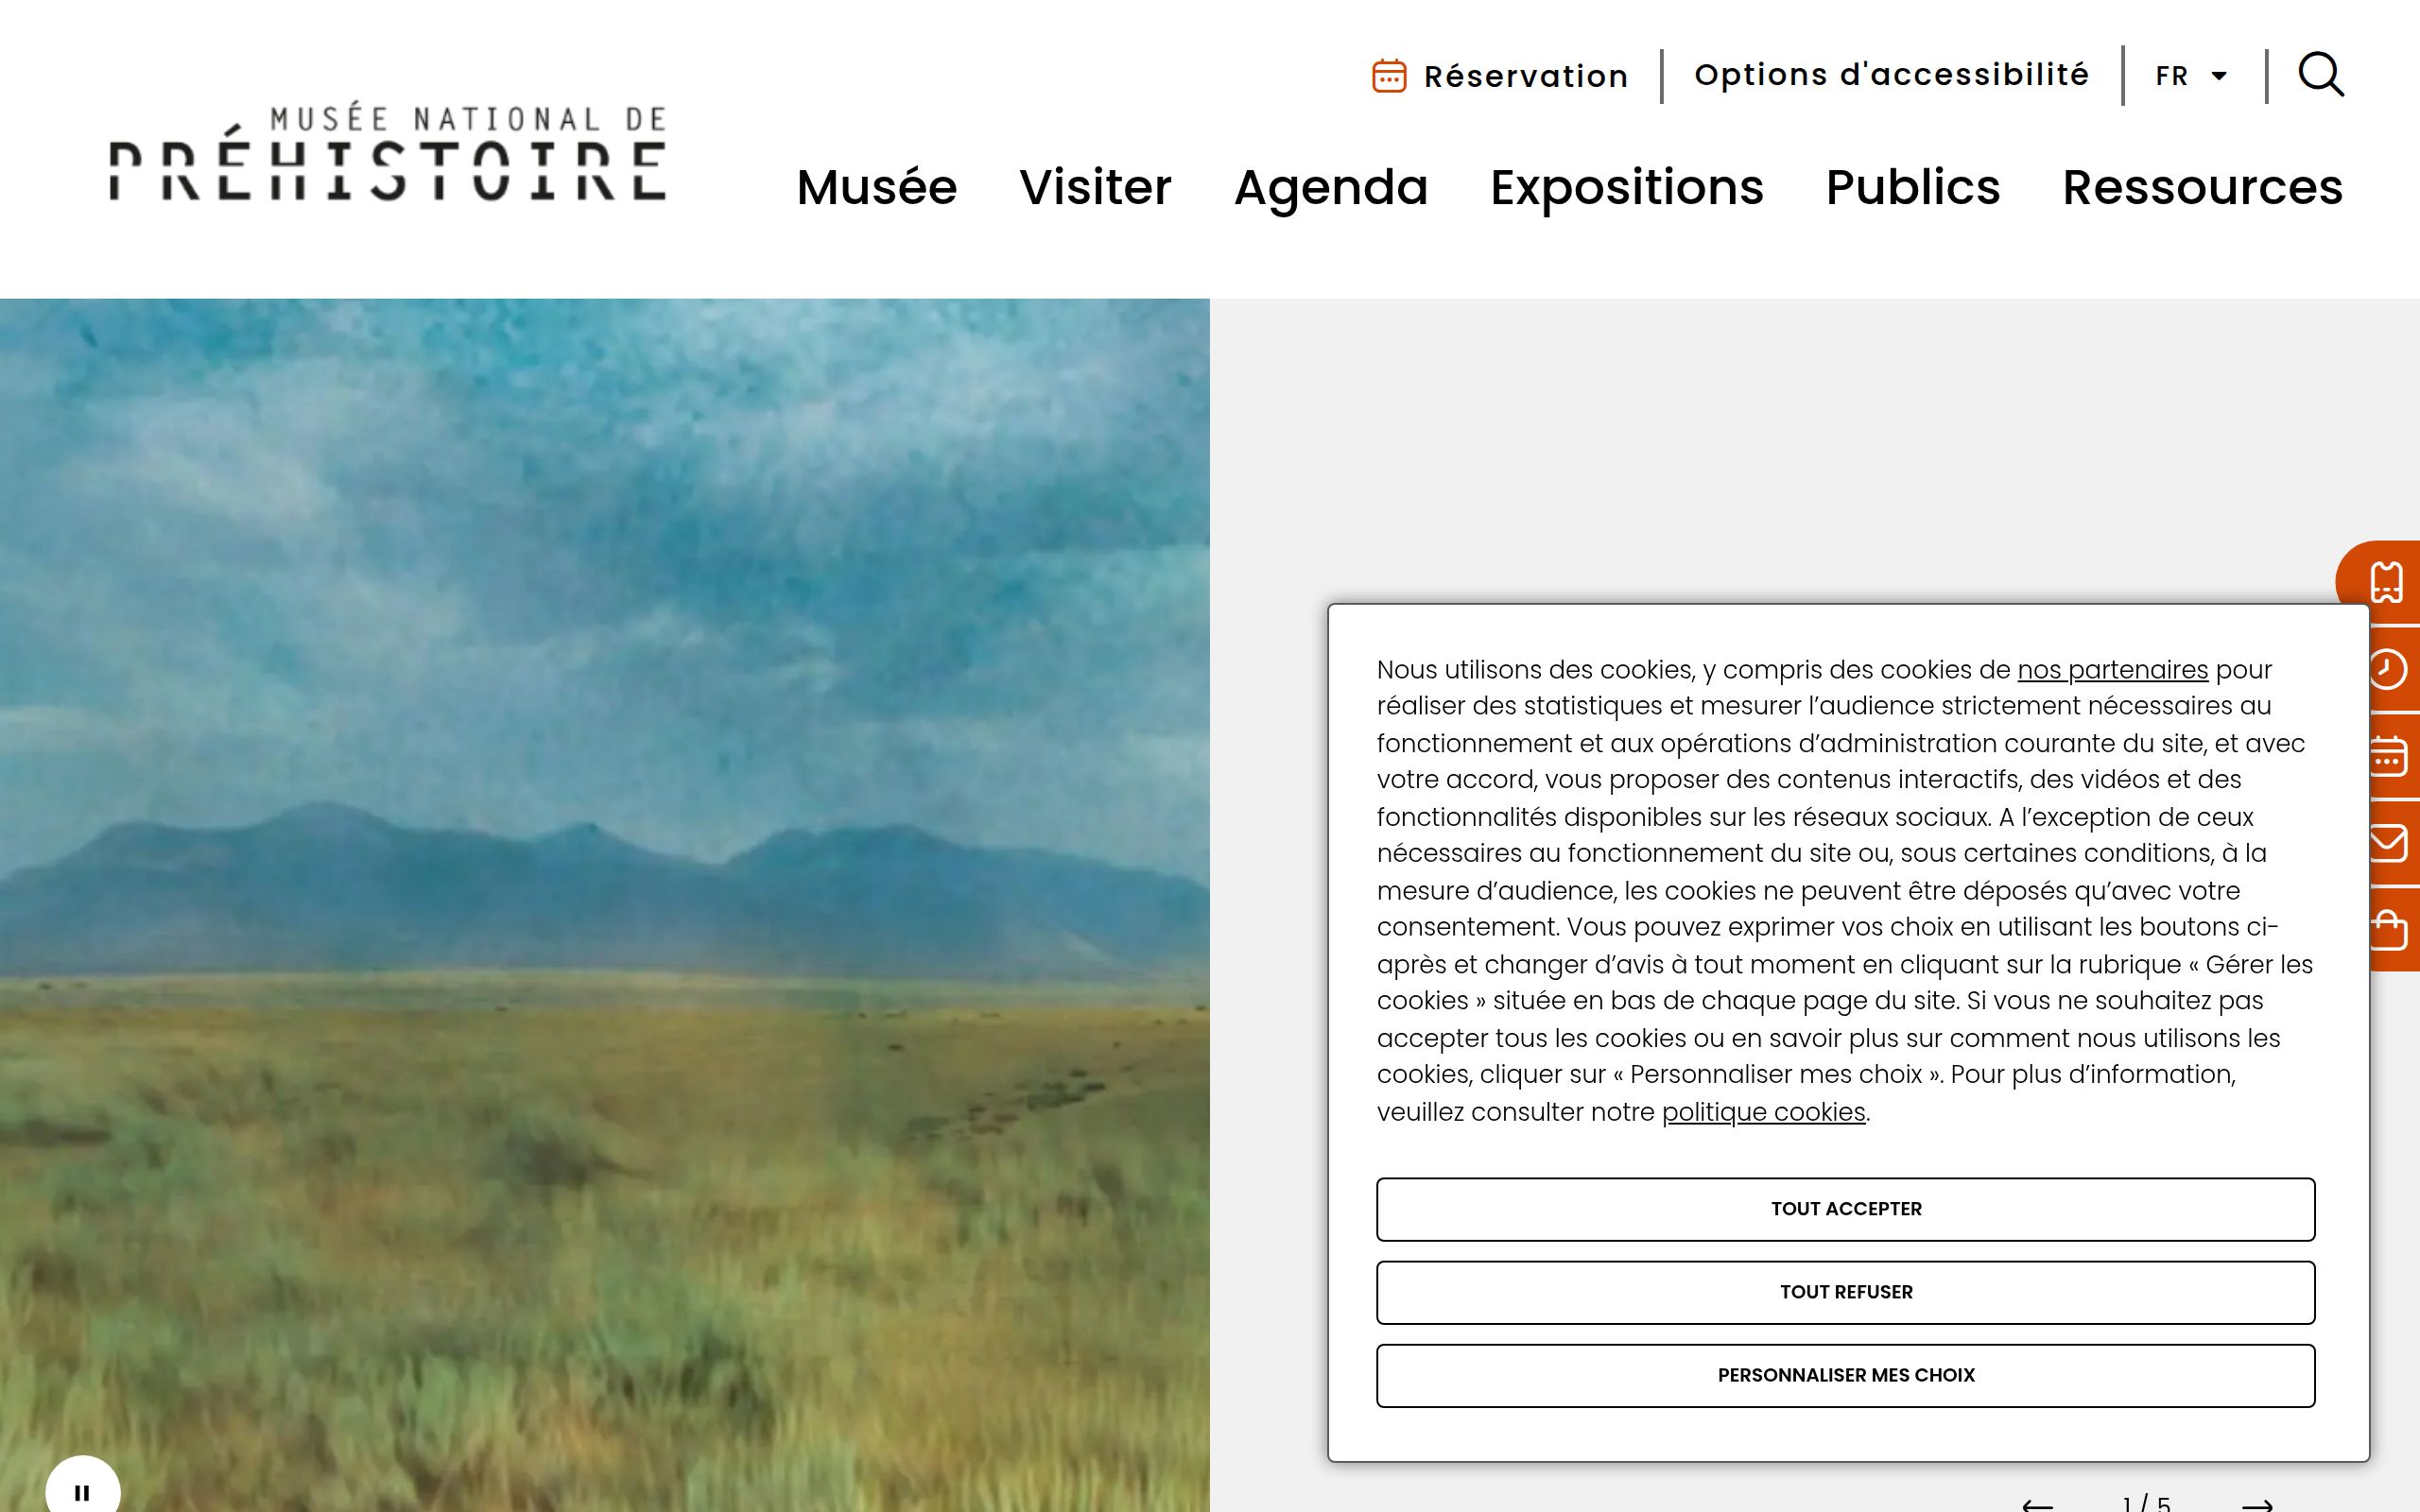 Réservation
Options d'accessibilité
FR
MUSÉE NATIONAL DE
PRÉHISTOIRE
Musée
Visiter
Agenda
Expositions
Publics
Ressources
Nous utilisons des cookies, y compris des cookies de nos partenaires pour
réaliser des statistiques et mesurer l’audience strictement nécessaires au
fonctionnement et aux opérations d’administration courante du site, et avec
votre accord, vous proposer des contenus interactifs, des vidéos et des
fonctionnalités disponibles sur les réseaux sociaux. A l’exception de ceux
nécessaires au fonctionnement du site ou, sous certaines conditions, à la
mesure d’audience, les cookies ne peuvent être déposés qu’avec votre
consentement. Vous pouvez exprimer vos choix en utilisant les boutons ci-
après et changer d’avis à tout moment en cliquant sur la rubrique « Gérer les
cookies » située en bas de chaque page du site. Si vous ne souhaitez pas
accepter tous les cookies ou en savoir plus sur comment nous utilisons les
cookies, cliquer sur « Personnaliser mes choix ». Pour plus d’information,
veuillez consulter notre politique cookies.
TOUT ACCEPTER
TOUT REFUSER
PERSONNALISER MES CHOIX
1 / 5